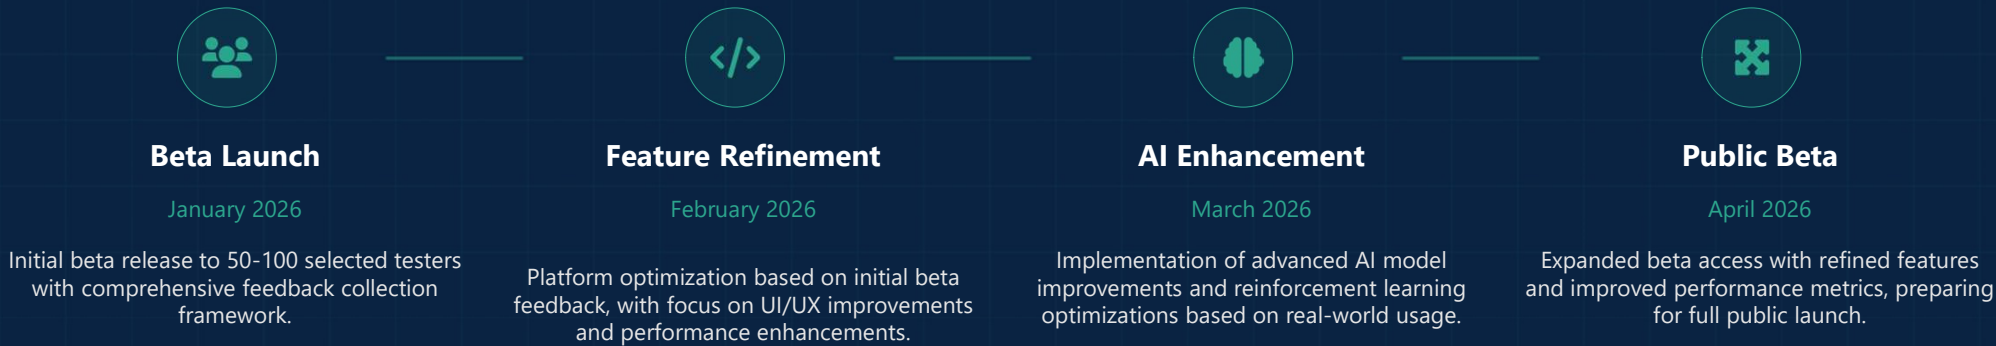 Beta Launch
January 2026
Initial beta release to 50-100 selected testers
with comprehensive feedback collection
framework.
Feature Refinement
February 2026
Platform optimization based on initial beta
feedback, with focus on UI/UX improvements
and performance enhancements.
AI Enhancement
March 2026
Implementation of advanced AI model
improvements and reinforcement learning
optimizations based on real-world usage.
Public Beta
April 2026
Expanded beta access with refined features
and improved performance metrics, preparing
for full public launch.